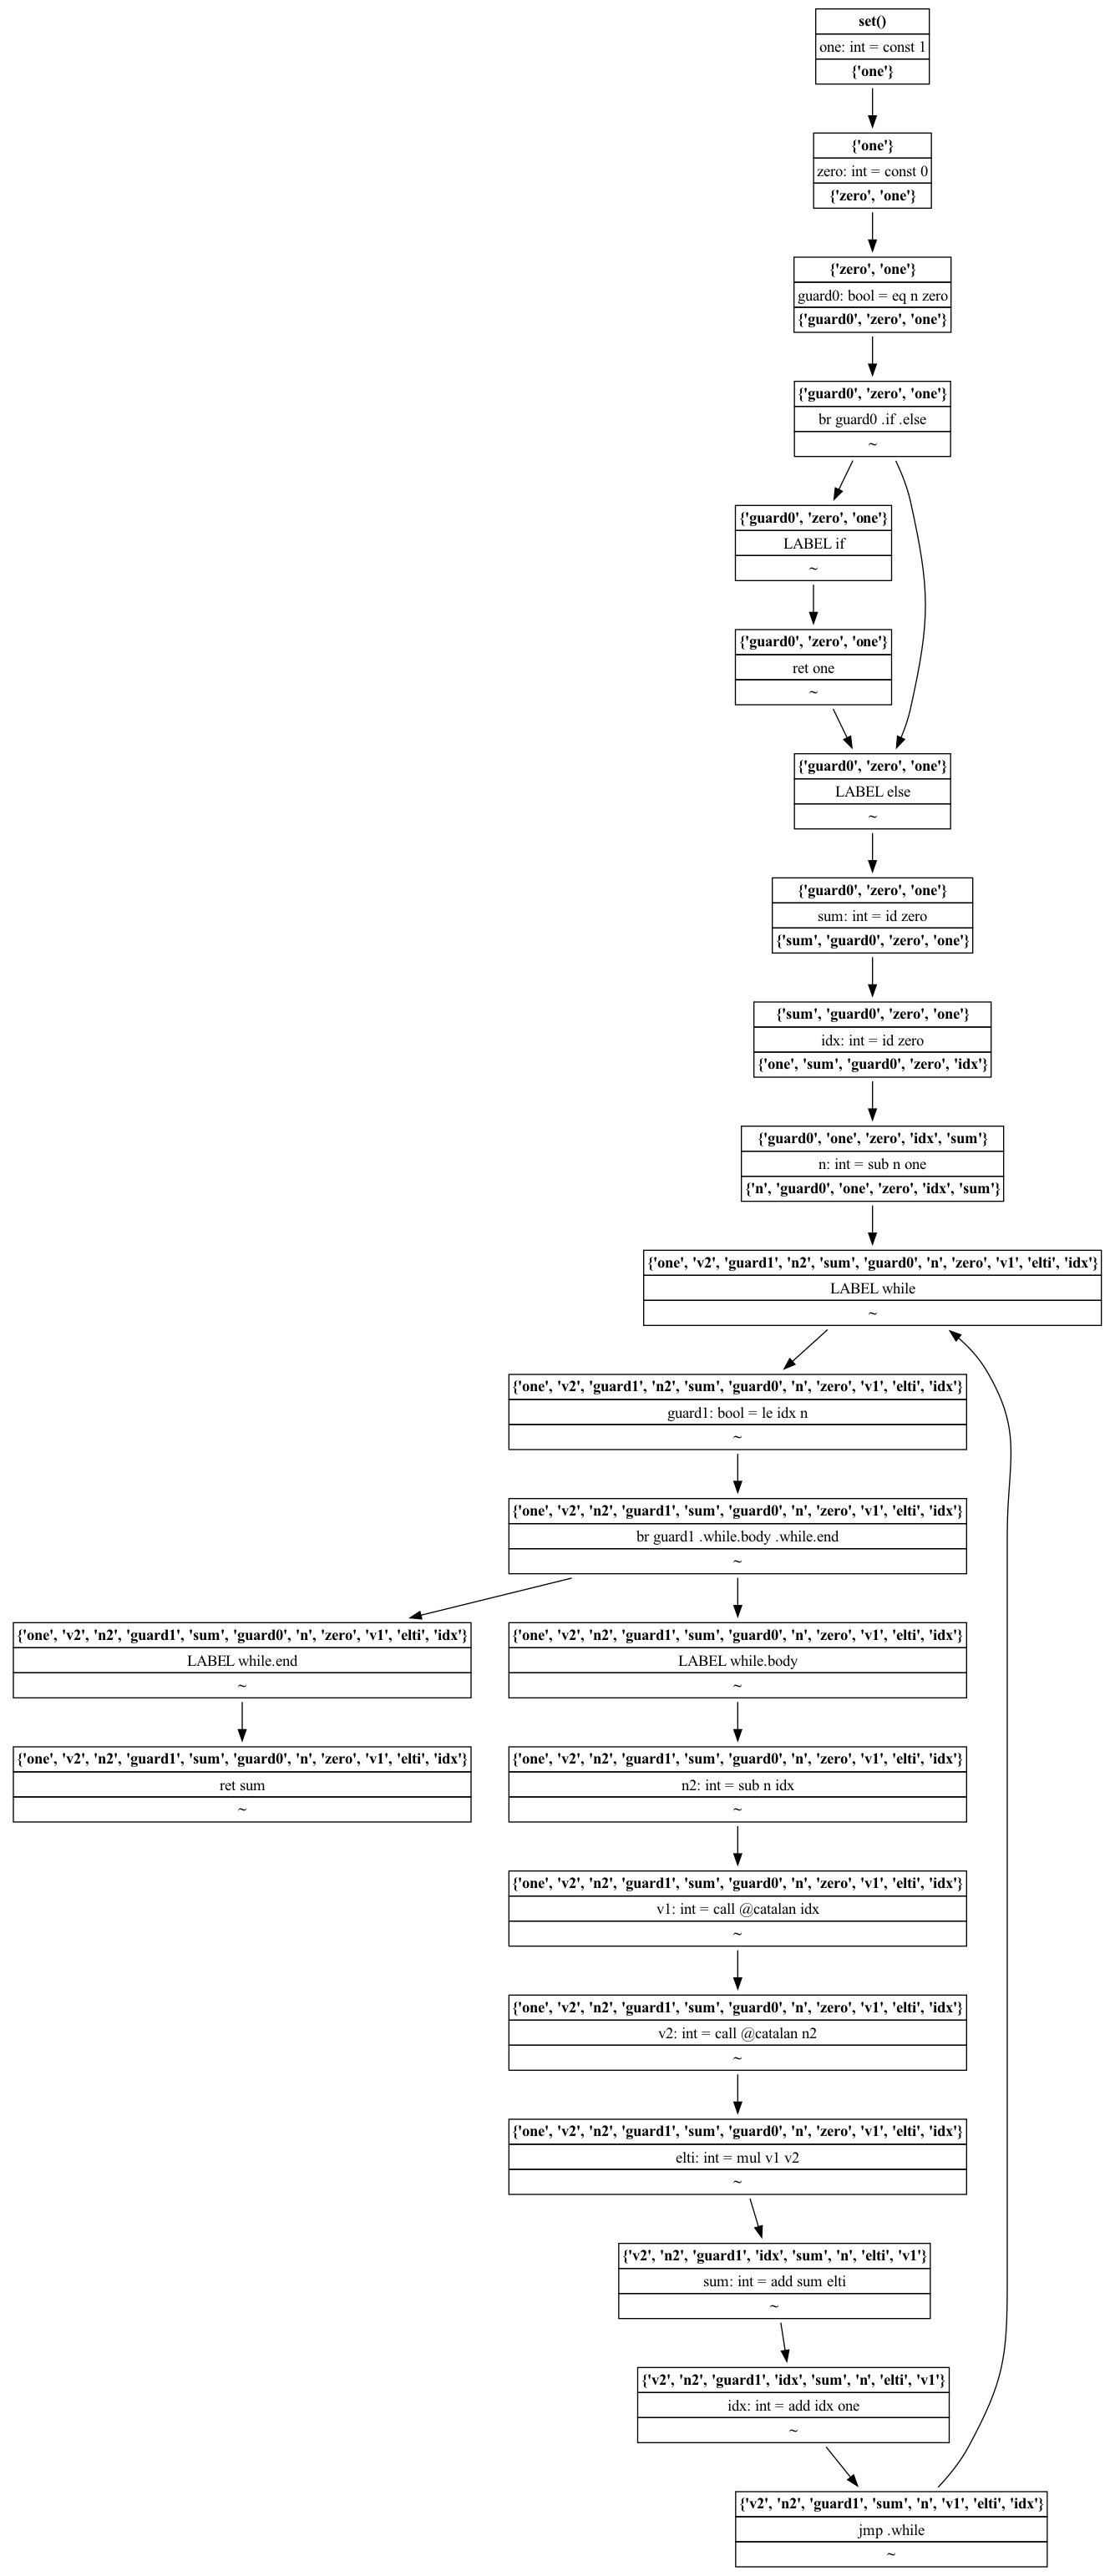 set()
one: int = const 1
{'one'}
{'one'}
zero: int = const 0
{'zero', 'one'}
{'zero', 'one'}
guard0: bool = eq n zero
{'guard0', 'zero', 'one'}
{'guard0', 'zero', 'one'}
br guard0 .if .else
~
{'guard0', 'zero', 'one'}
LABEL if
~
{'guard0', 'zero', 'one'}
ret one
~
{'guard0', 'zero', 'one'}
LABEL else
~
{'guard0', 'zero', 'one'}
sum: int = id zero
{'sum', 'guard0', 'zero', 'one'}
{'sum', 'guard0', 'zero', 'one'}
idx: int = id zero
{'one', 'sum', 'guard0', 'zero', 'idx'}
{'guard0', 'one', 'zero', 'idx', 'sum'}
n: int = sub n one
{'n', 'guard0', 'one', 'zero', 'idx', 'sum'}
{'one', 'v2', 'guard1', 'n2', 'sum', 'guard0', 'n', 'zero', 'v1', 'elti', 'idx'}
LABEL while
~
{'one', 'v2', 'guard1', 'n2', 'sum', 'guard0', 'n', 'zero', 'v1', 'elti', 'idx'}
guard1: bool = le idx n
~
{'one', 'v2', 'n2', 'guard1', 'sum', 'guard0', 'n', 'zero', 'v1', 'elti', 'idx'}
br guard1 .while.body .while.end
~
{'one', 'v2', 'n2', 'guard1', 'sum', 'guard0', 'n', 'zero', 'v1', 'elti', 'idx'}
LABEL while.end
~
{'one', 'v2', 'n2', 'guard1', 'sum', 'guard0', 'n', 'zero', 'v1', 'elti', 'idx'}
ret sum
~
{'one', 'v2', 'n2', 'guard1', 'sum', 'guard0', 'n', 'zero', 'v1', 'elti', 'idx'}
LABEL while.body
~
{'one', 'v2', 'n2', 'guard1', 'sum', 'guard0', 'n', 'zero', 'v1', 'elti', 'idx'}
n2: int = sub n idx
~
{'one', 'v2', 'n2', 'guard1', 'sum', 'guard0', 'n', 'zero', 'v1', 'elti', 'idx'}
v1: int = call @catalan idx
~
{'one', 'v2', 'n2', 'guard1', 'sum', 'guard0', 'n', 'zero', 'v1', 'elti', 'idx'}
v2: int = call @catalan n2
~
{'one', 'v2', 'n2', 'guard1', 'sum', 'guard0', 'n', 'zero', 'v1', 'elti', 'idx'}
elti: int = mul v1 v2
~
{'v2', 'n2', 'guard1', 'idx', 'sum', 'n', 'elti', 'v1'}
sum: int = add sum elti
~
{'v2', 'n2', 'guard1', 'idx', 'sum', 'n', 'elti', 'v1'}
idx: int = add idx one
~
{'v2', 'n2', 'guard1', 'sum', 'n', 'v1', 'elti', 'idx'}
jmp .while
~